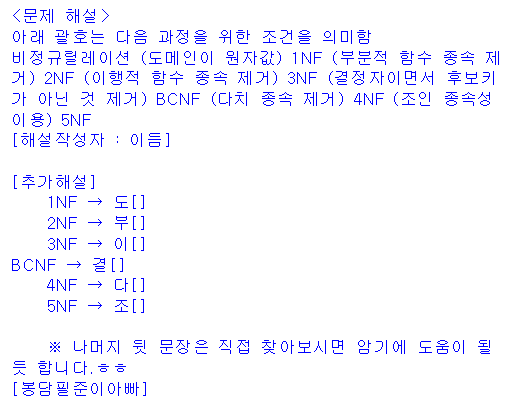 <문제 해설>
아래 괄호는 다음 과정을 위한 조건을 의미함
비정규릴레이션 (도메인이 원자값) 1NF (부분적 함수 종속 제
거) 2NF (이행적 함수 종속 제거) 3NF (결정자이면서 후보키
가 아닌 것 제거) BCNF (다치 종속 제거) 4NF (조인 종속성
이용) 5NF
[해설작성자 : 이듬]
[추가해설]
1NF → 도[]
2NF → 부[]
3NF → 이[]
BCNF → 결[]
4NF → 다[]
5NF → 조[]
※ 나머지 뒷 문장은 직접 찾아보시면 암기에 도움이 될
듯 합니다.ㅎㅎ
[봉담필준이아빠]